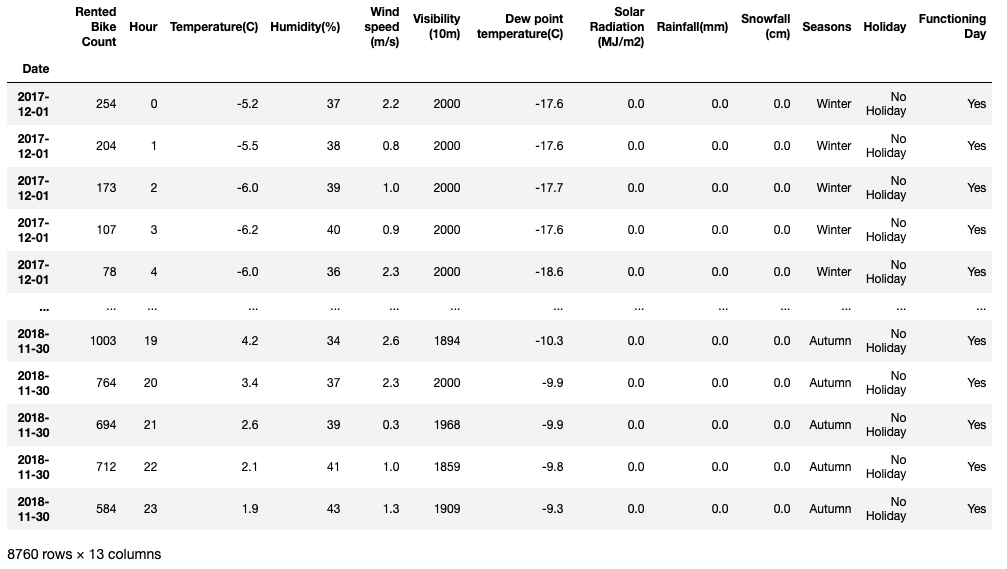 Rented Bike Count Hour Temperature(C) Humidity(%) Wind speed (m/s) Visibility (10m) Dew point temperature(C) Solar Radiation (MJ/m2) Rainfall(mm) Snowfall (cm) Seasons Holiday Functioning Day
Date
2017-12-01 254 0 -5.2 37 2.2 2000 -17.6 0.0 0.0 0.0 Winter No Holiday Yes
2017-12-01 204 1 -5.5 38 0.8 2000 -17.6 0.0 0.0 0.0 Winter No Holiday Yes
2017-12-01 173 2 -6.0 39 1.0 2000 -17.7 0.0 0.0 0.0 Winter No Holiday Yes
2017-12-01 107 3 -6.2 40 0.9 2000 -17.6 0.0 0.0 0.0 Winter No Holiday Yes
2017-12-01 78 4 -6.0 36 2.3 2000 -18.6 0.0 0.0 0.0 Winter No Holiday Yes
... ... ... ... ... ... ... ... ... ... ... ... ... ...
2018-11-30 1003 19 4.2 34 2.6 1894 -10.3 0.0 0.0 0.0 Autumn No Holiday Yes
2018-11-30 764 20 3.4 37 2.3 2000 -9.9 0.0 0.0 0.0 Autumn No Holiday Yes
2018-11-30 694 21 2.6 39 0.3 1968 -9.9 0.0 0.0 0.0 Autumn No Holiday Yes
2018-11-30 712 22 2.1 41 1.0 1859 -9.8 0.0 0.0 0.0 Autumn No Holiday Yes
2018-11-30 584 23 1.9 43 1.3 1909 -9.3 0.0 0.0 0.0 Autumn No Holiday Yes
8760 rows × 13 columns